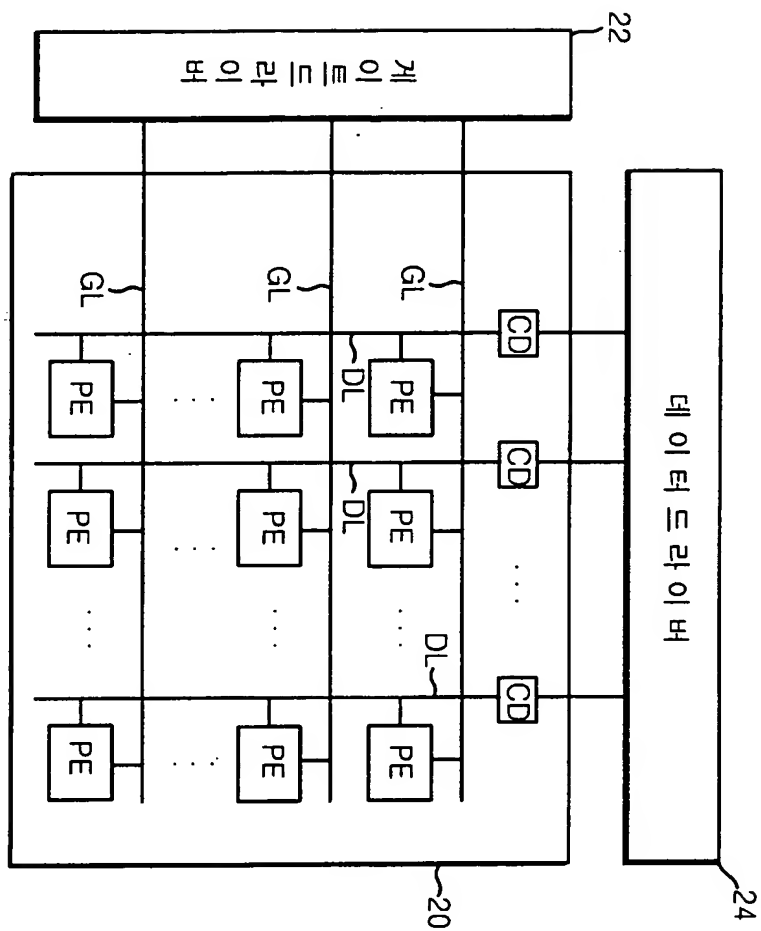 24
데이터드라이버
22
CD CD ··· CD
게이트드라이버
20
DL
GL
PE PE ··· PE
DL DL
GL
PE PE ··· PE
··· ··· ···
GL
PE PE ··· PE